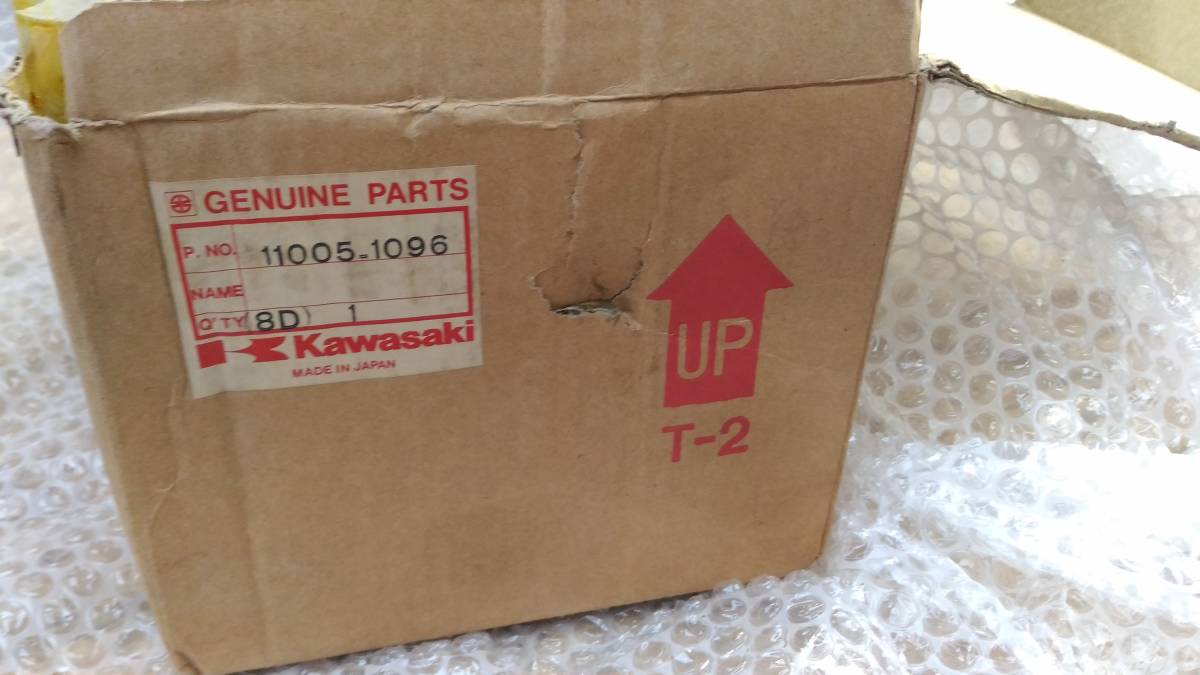 GENUINE PARTS
P. NO. 11005-1096
NAME
Q'TY (8D) 1
Kawasaki
MADE IN JAPAN
UP
T-2